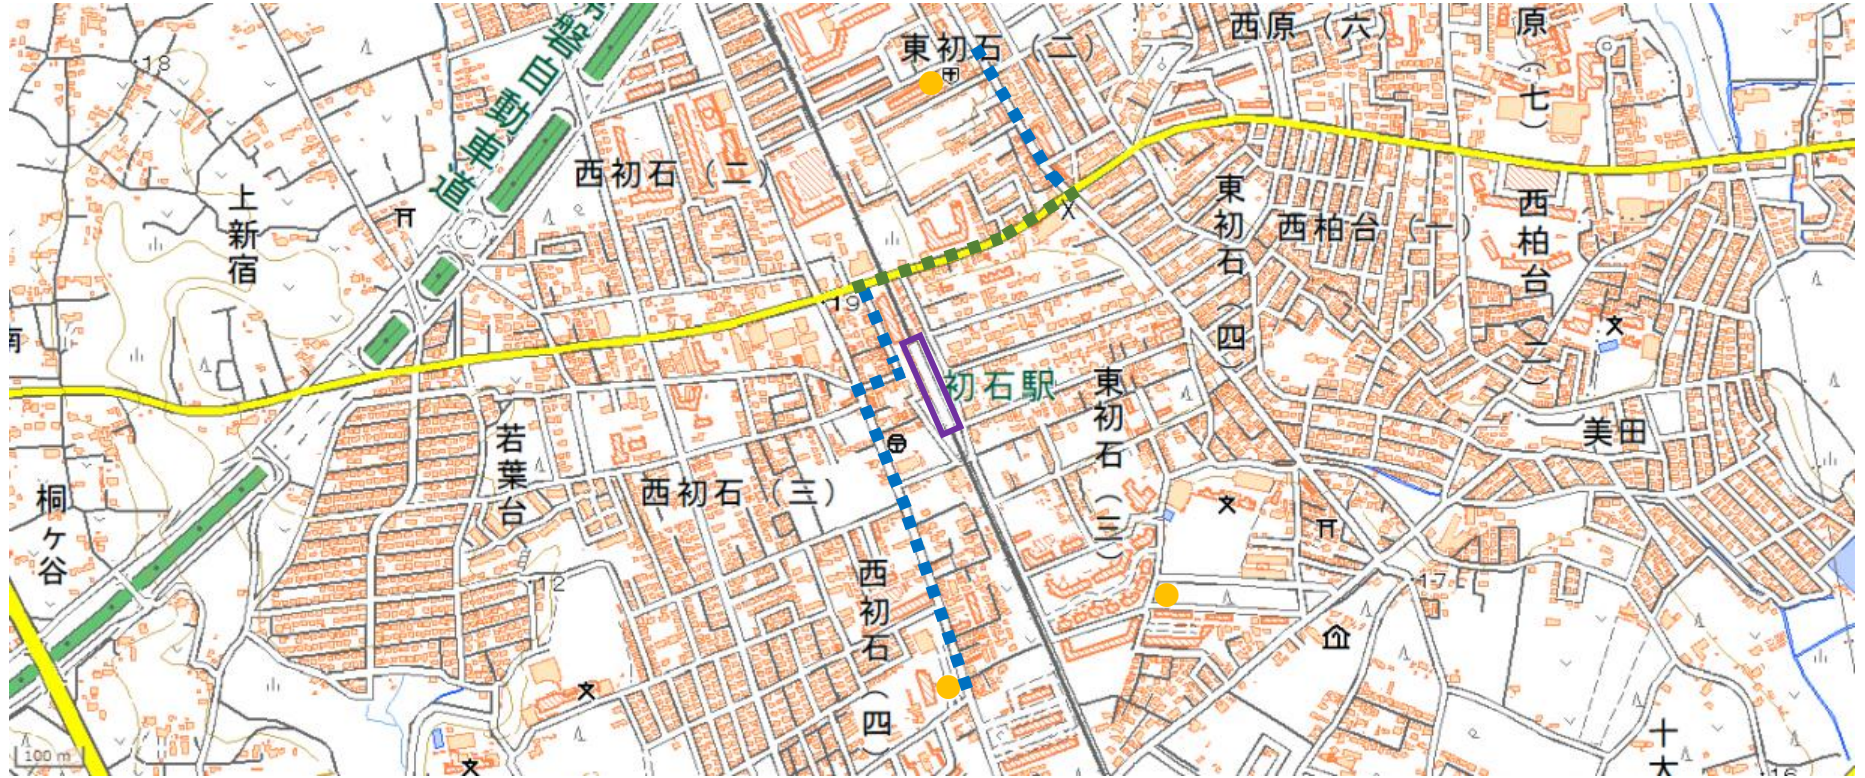 東初石(二)
西原(六)
原(七)
磐自動車道
18
西初石(二)
上新宿
東初石(四)
西柏台(一)
西柏台(二)
19
初石駅
東初石(三)
美田
南
若葉台
西初石(三)
桐ヶ谷
12
西初石(四)
17
十太
100 m
16